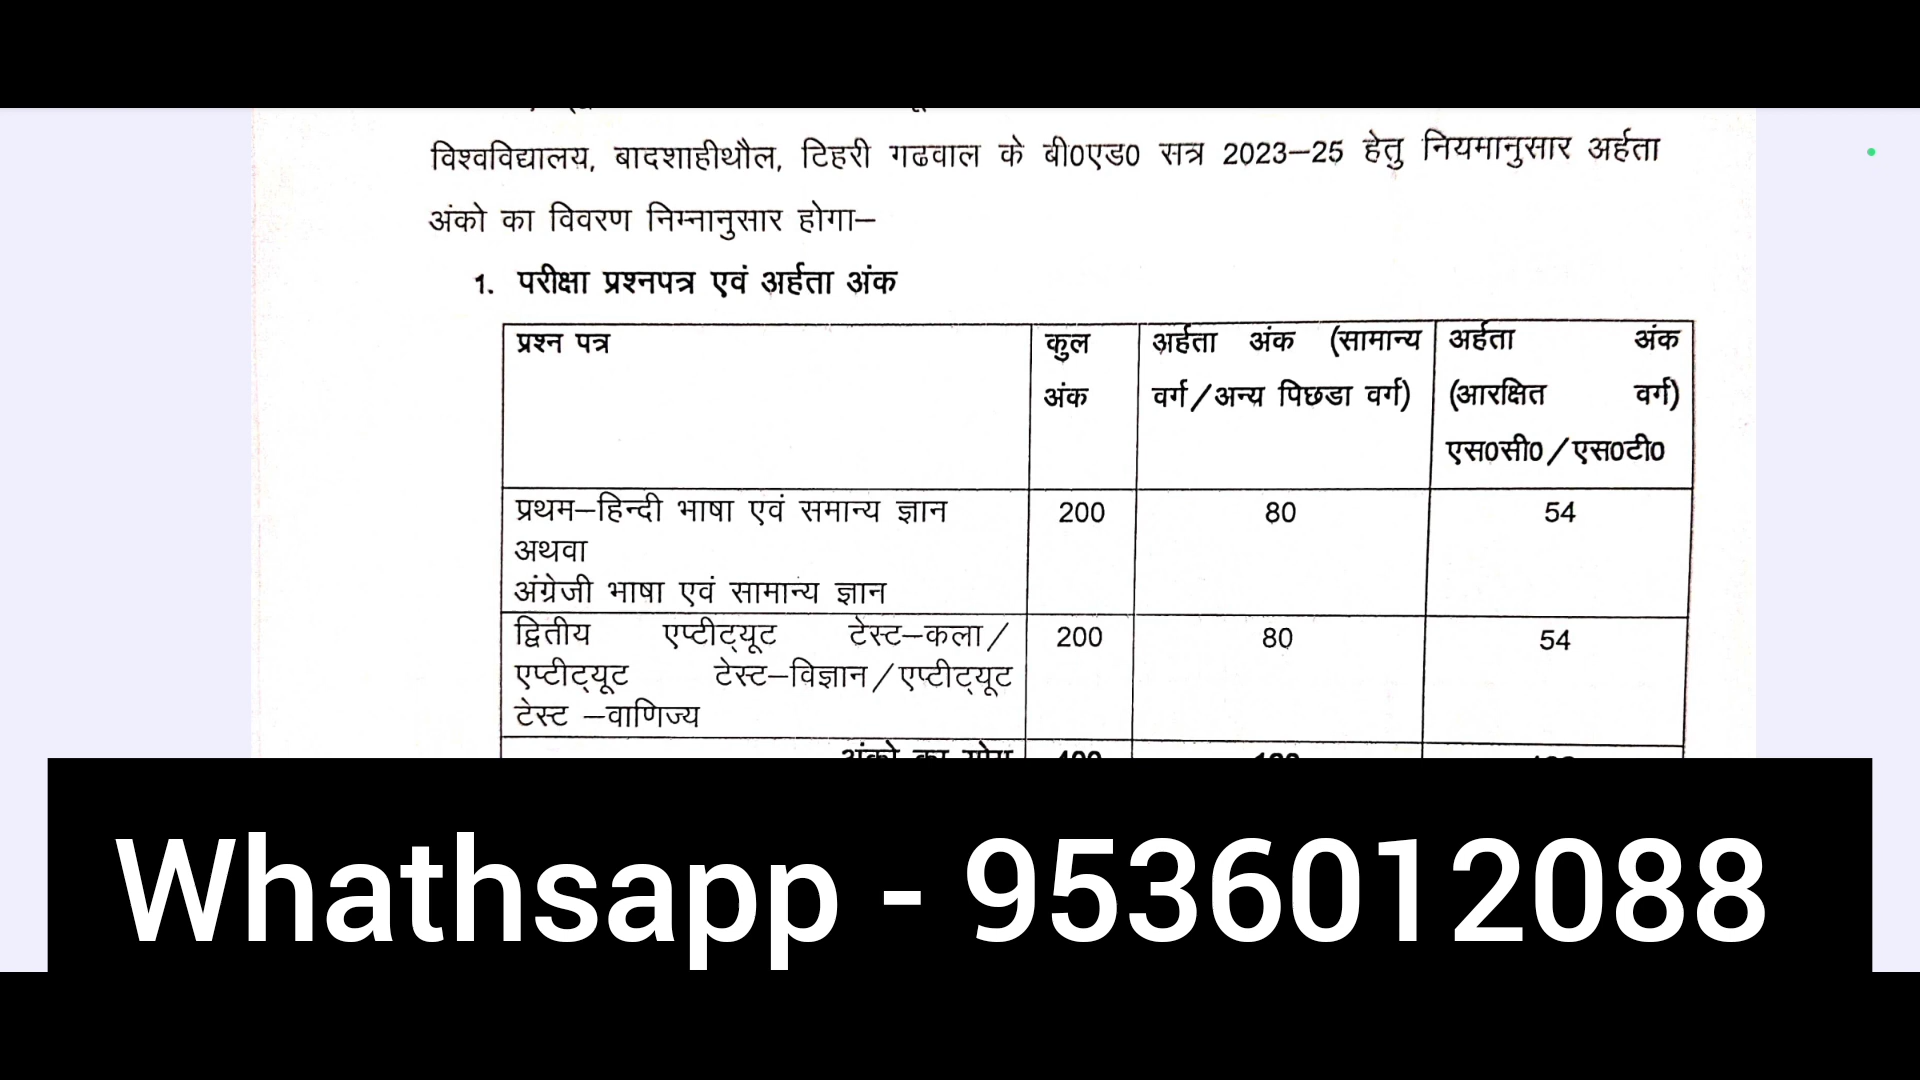 विश्वविद्यालय, बादशाहीथौल, टिहरी गढवाल के बी0एड0 सत्र 2023–25 हेतु नियमानुसार अर्हता
अंको का विवरण निम्नानुसार होगा–
1. परीक्षा प्रश्नपत्र एवं अर्हता अंक
प्रश्न पत्र
कुल
अंक
अर्हता अंक (सामान्य
वर्ग/अन्य पिछडा वर्ग)
अर्हता अंक
(आरक्षित वर्ग)
एस0सी0/एस0टी0
प्रथम–हिन्दी भाषा एवं समान्य ज्ञान
अथवा
अंग्रेजी भाषा एवं सामान्य ज्ञान
200
80
54
द्वितीय एप्टीट्यूट टेस्ट–कला/
एप्टीट्यूट टेस्ट–विज्ञान/एप्टीट्यूट
टेस्ट –वाणिज्य
200
80
54
Whathsapp - 9536012088